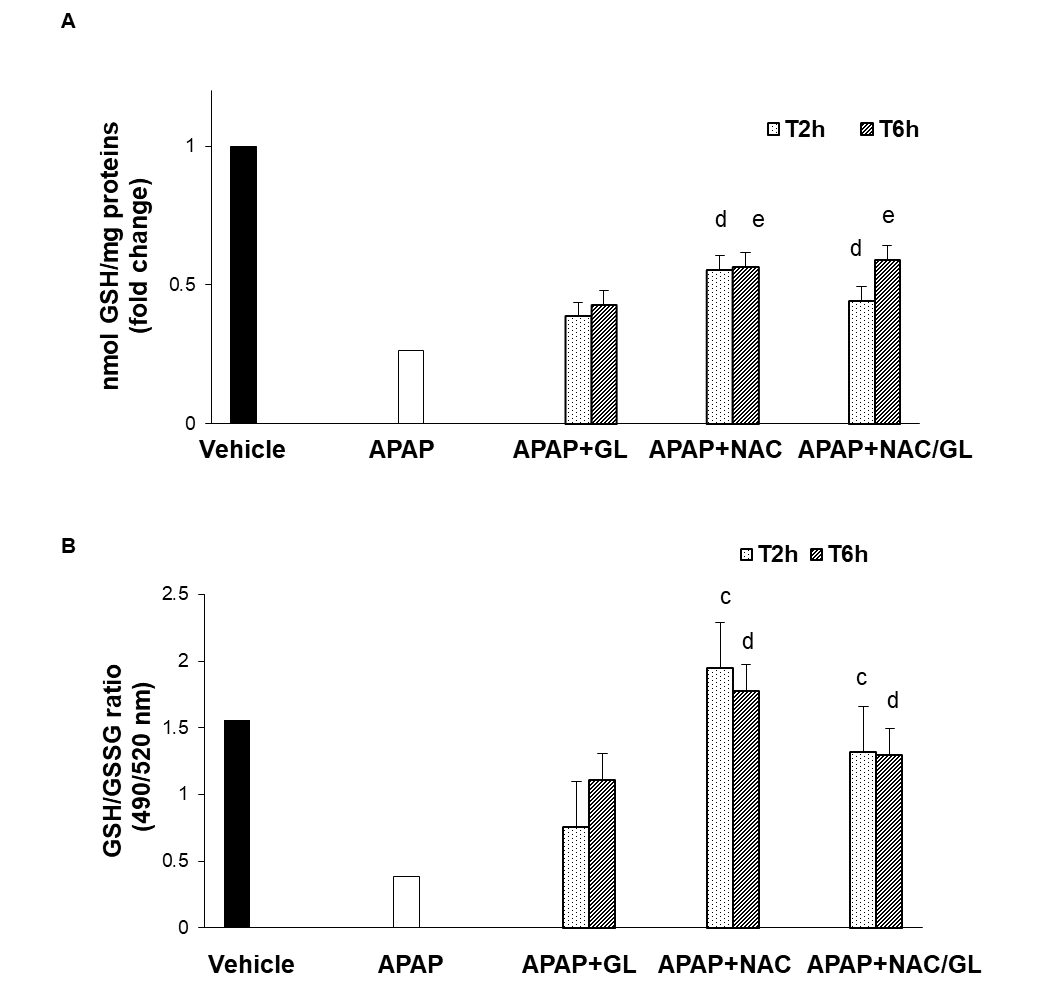 A
nmol GSH/mg proteins
(fold change)
T2h T6h
1
0.5
0
d e
d e
Vehicle APAP APAP+GL APAP+NAC APAP+NAC/GL
B
GSH/GSSG ratio
(490/520 nm)
T2h T6h
2.5
2
1.5
1
0.5
0
c d
c d
Vehicle APAP APAP+GL APAP+NAC APAP+NAC/GL